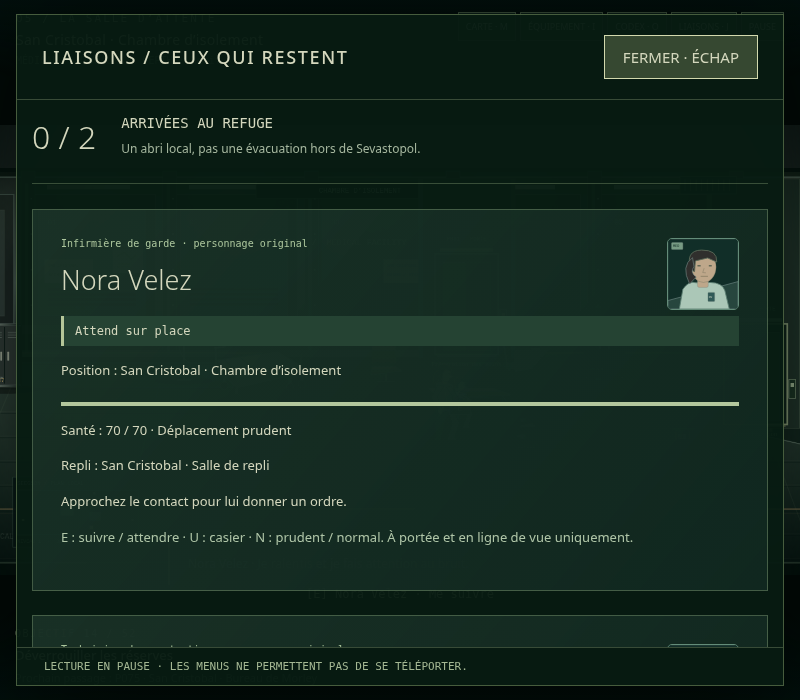 LIAISONS / CEUX QUI RESTENT
FERMER · ÉCHAP
0 / 2
ARRIVÉES AU REFUGE
Un abri local, pas une évacuation hors de Sevastopol.
Infirmière de garde · personnage original
Nora Velez
Attend sur place
Position : San Cristobal · Chambre d’isolement
Santé : 70 / 70 · Déplacement prudent
Repli : San Cristobal · Salle de repli
Approchez le contact pour lui donner un ordre.
E : suivre / attendre · U : casier · N : prudent / normal. À portée et en ligne de vue uniquement.
LECTURE EN PAUSE · LES MENUS NE PERMETTENT PAS DE SE TÉLÉPORTER.